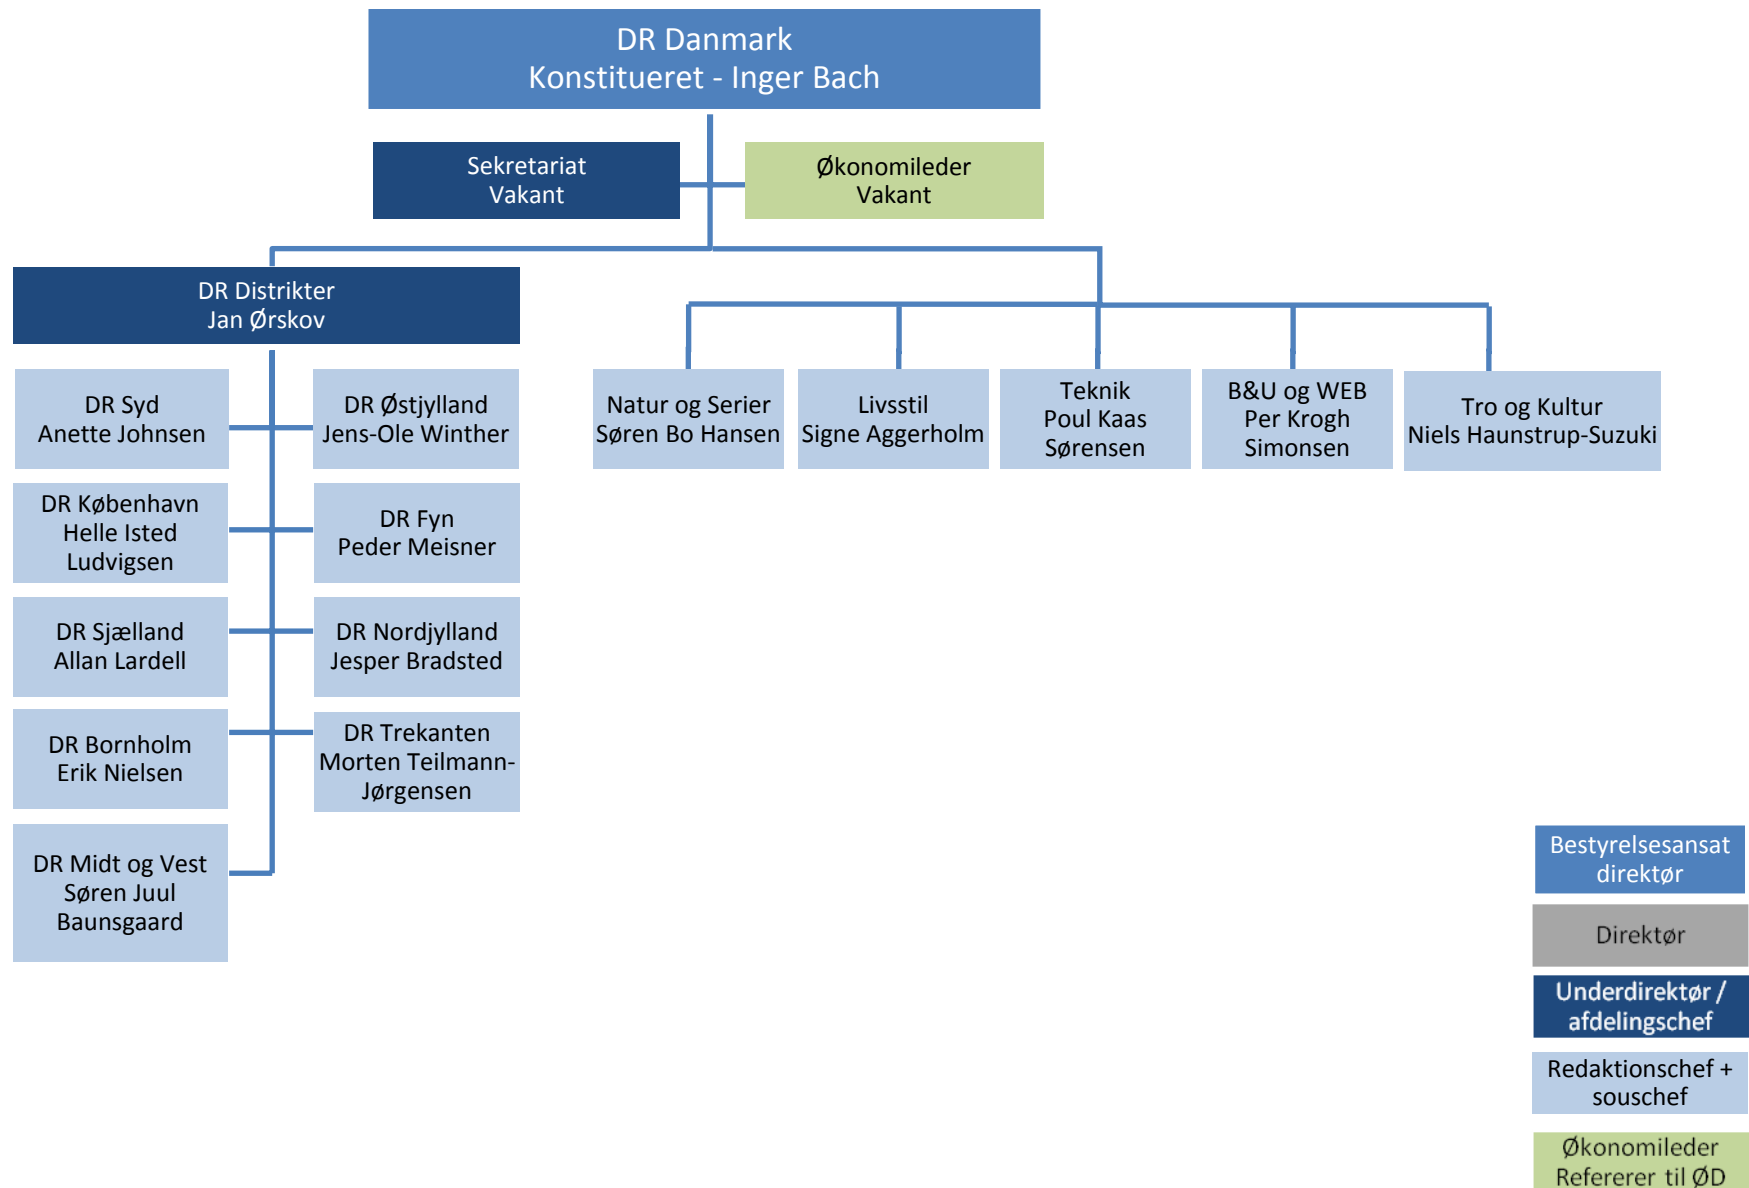 DR Danmark
Konstitueret - Inger Bach
Sekretariat
Vakant
Økonomileder
Vakant
DR Distrikter
Jan Ørskov
DR Syd
Anette Johnsen
DR Østjylland
Jens-Ole Winther
DR København
Helle Isted
Ludvigsen
DR Fyn
Peder Meisner
DR Sjælland
Allan Lardell
DR Nordjylland
Jesper Bradsted
DR Bornholm
Erik Nielsen
DR Trekanten
Morten Teilmann-
Jørgensen
DR Midt og Vest
Søren Juul
Baunsgaard
Natur og Serier
Søren Bo Hansen
Livsstil
Signe Aggerholm
Teknik
Poul Kaas
Sørensen
B&U og WEB
Per Krogh
Simonsen
Tro og Kultur
Niels Haunstrup-Suzuki
Bestyrelsesansat
direktør
Direktør
Underdirektør /
afdelingschef
Redaktionschef +
souschef
Økonomileder
Refererer til ØD